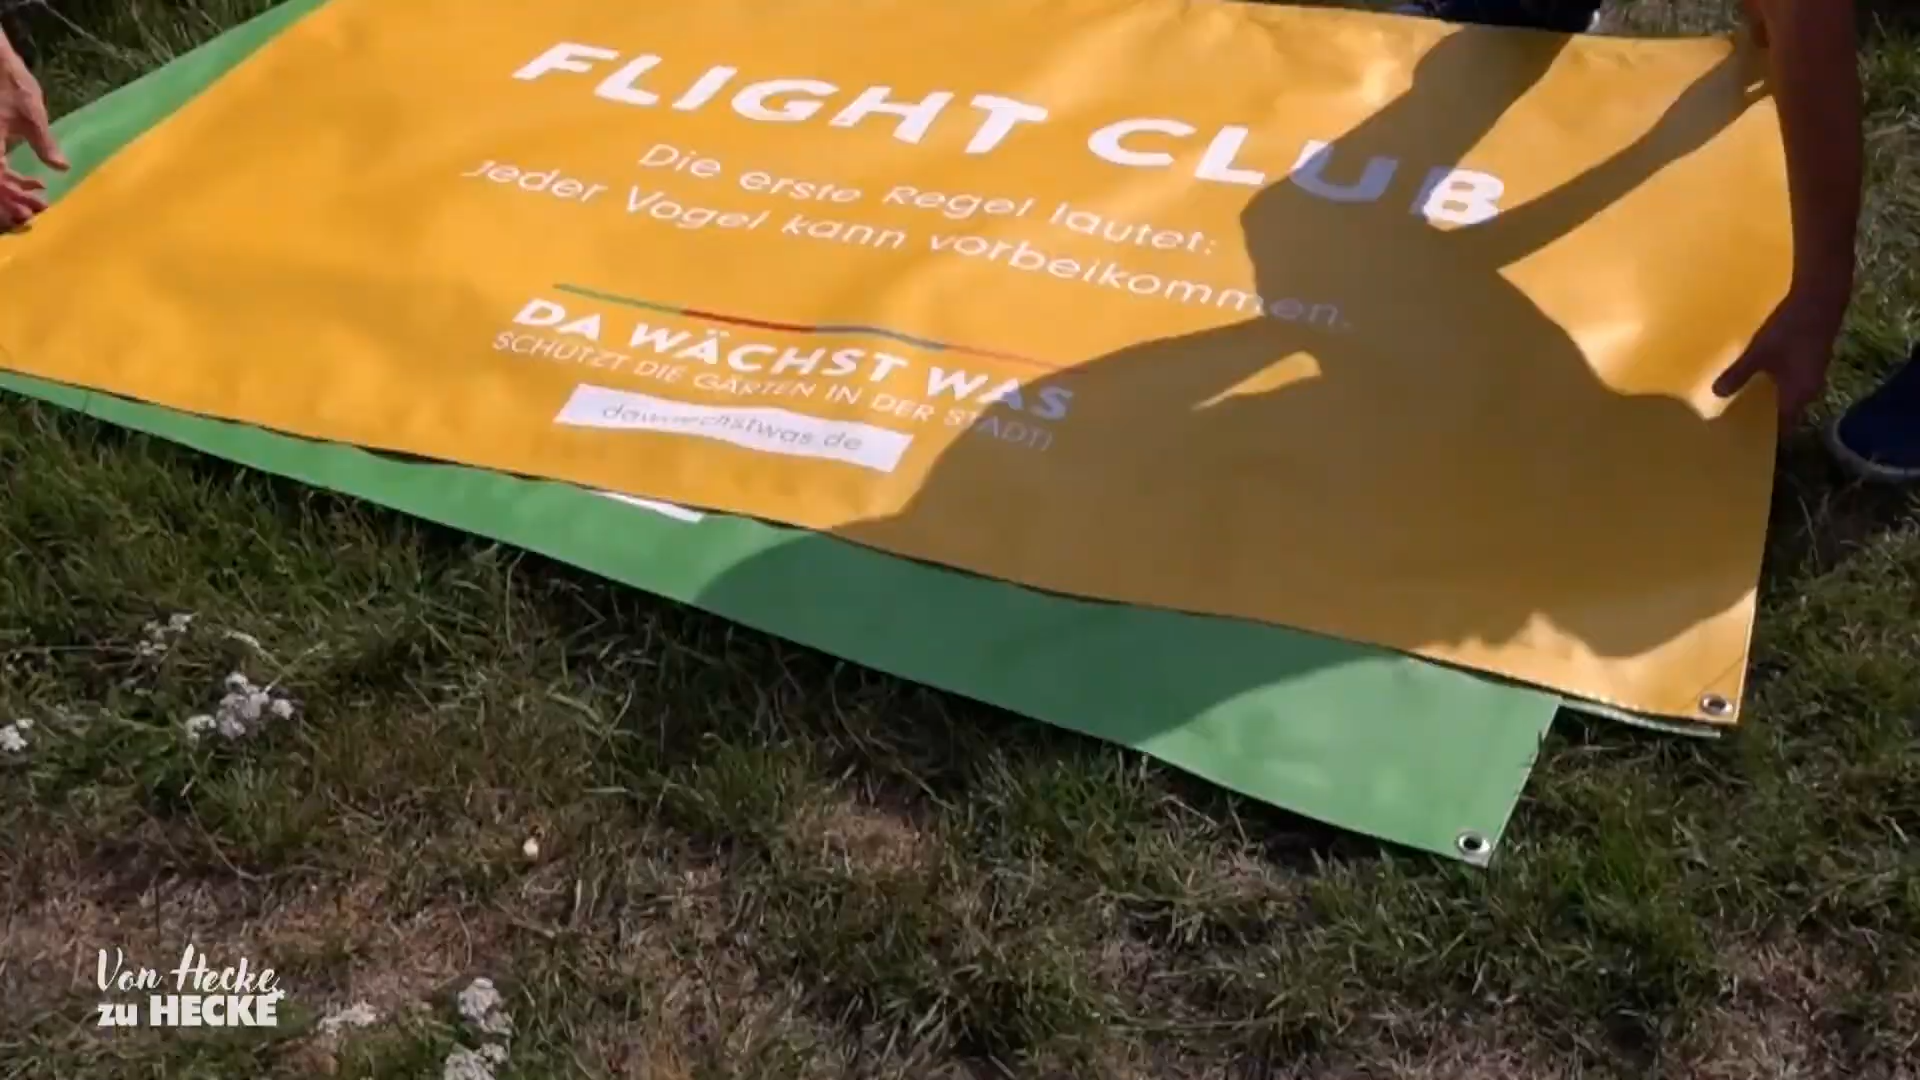 FLIGHT CLUB
Die erste Regel lautet:
Jeder Vogel kann vorbeikommen.
DA WÄCHST WAS
SCHÜTZT DIE GÄRTEN IN DER STADT!
dawaechstwas.de
Von Hecke
zu HECKE